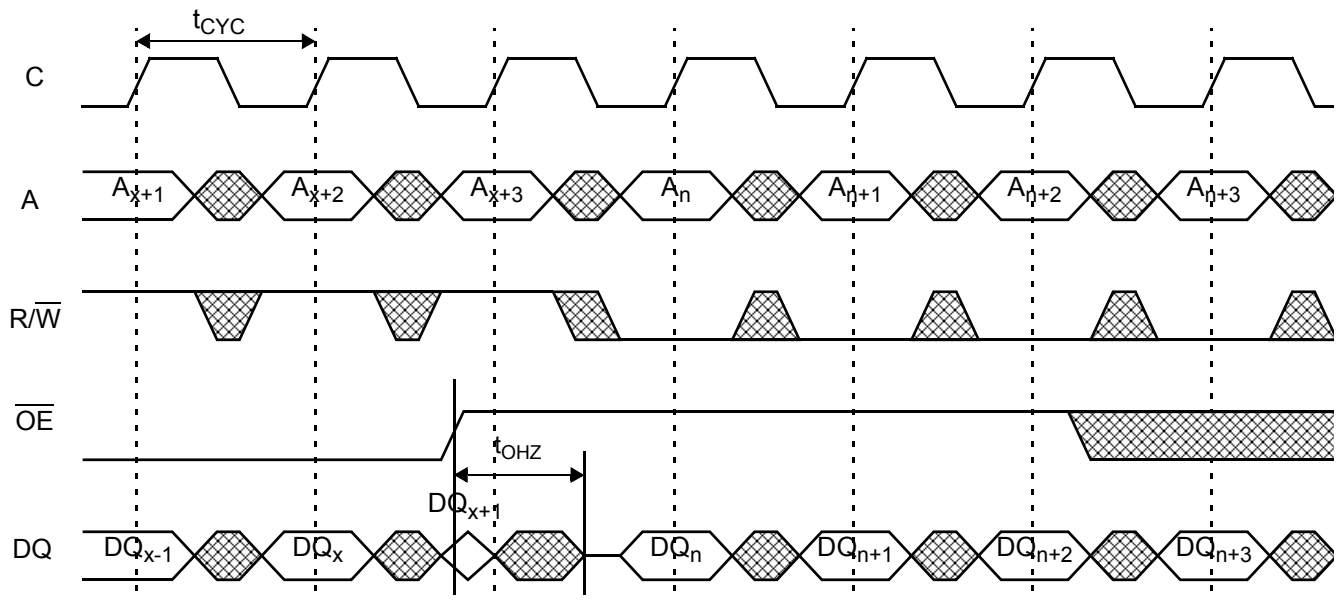 tCYC
C
A Ax+1 Ax+2 Ax+3 An An+1 An+2 An+3
R/W̅
O̅E̅
tOHZ
DQx+1
DQ DQx-1 DQx DQn DQn+1 DQn+2 DQn+3